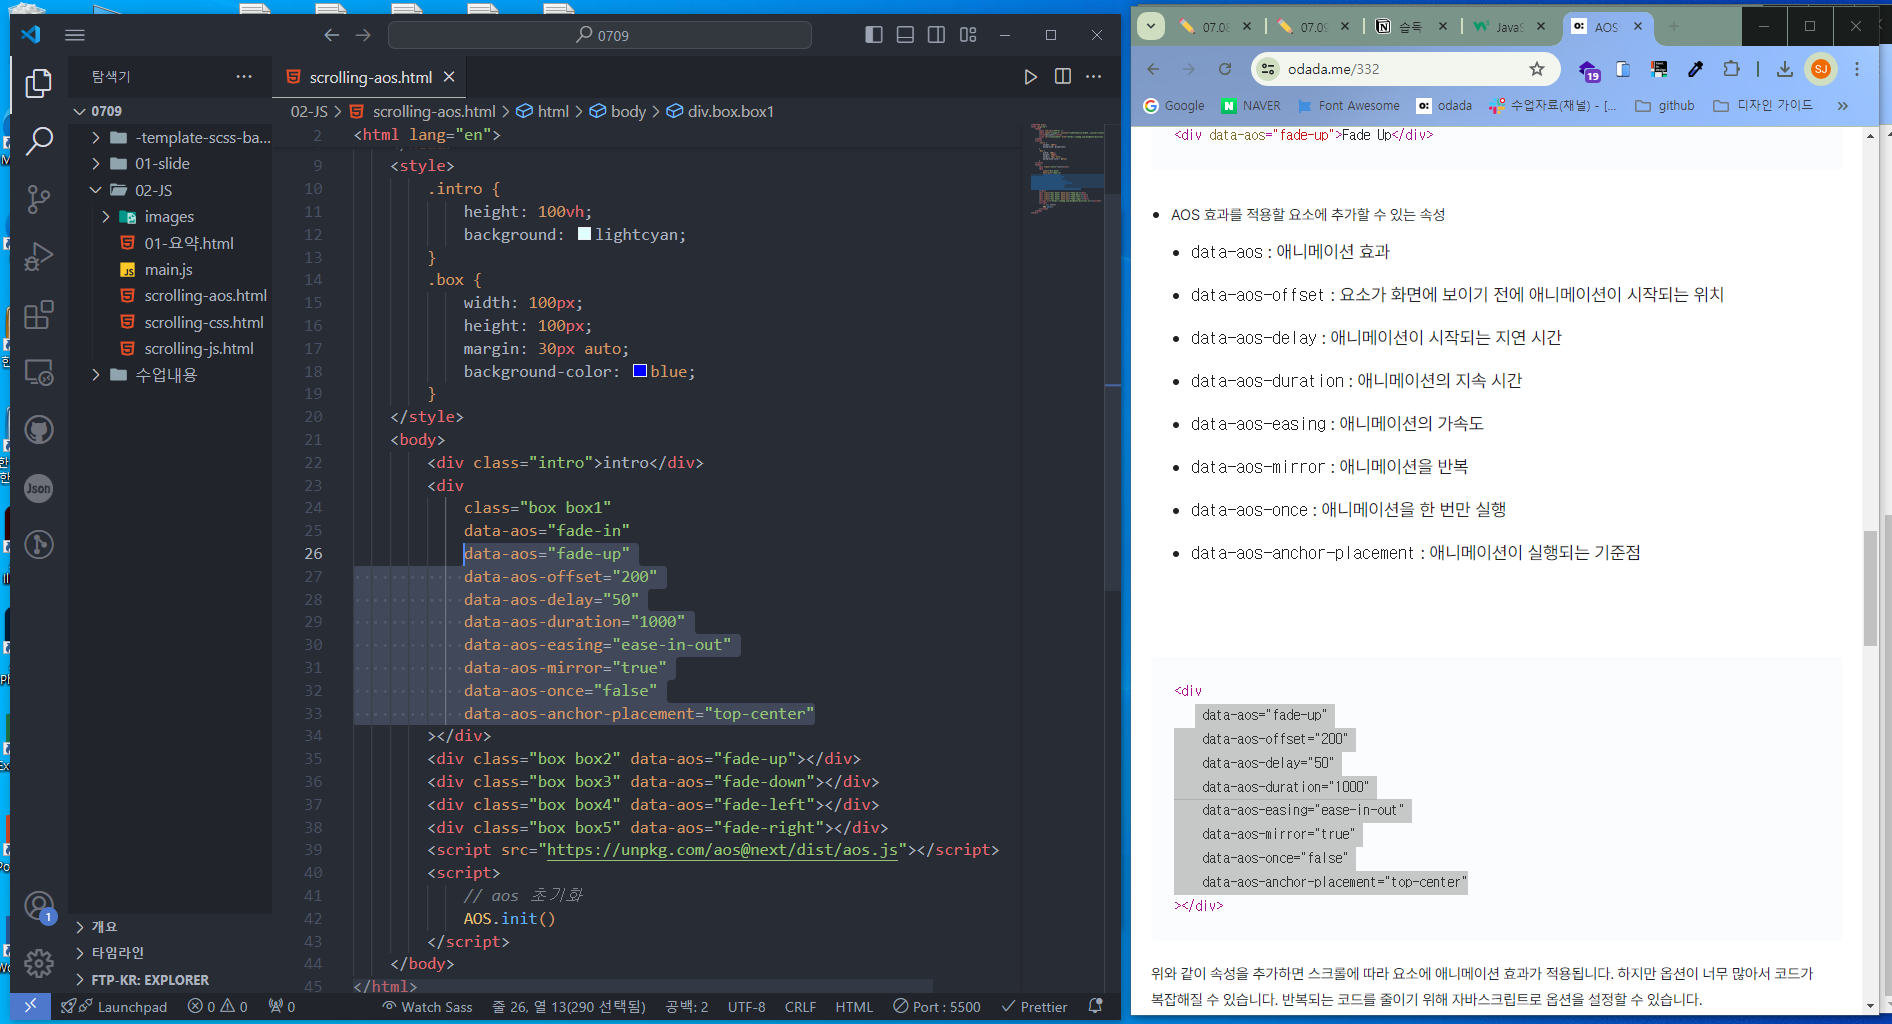 0709
탐색기
scrolling-aos.html
0709
-template-scss-ba...
01-slide
02-JS
images
01-요약.html
main.js
scrolling-aos.html
scrolling-css.html
scrolling-js.html
수업내용
Json
1
개요
타임라인
FTP-KR: EXPLORER
02-JS > scrolling-aos.html > html > body > div.box.box1
2 <html lang="en">
9 <style>
10 .intro {
11 height: 100vh;
12 background: lightcyan;
13 }
14 .box {
15 width: 100px;
16 height: 100px;
17 margin: 30px auto;
18 background-color: blue;
19 }
20 </style>
21 <body>
22 <div class="intro">intro</div>
23 <div
24 class="box box1"
25 data-aos="fade-in"
26 data-aos="fade-up"
27 data-aos-offset="200"
28 data-aos-delay="50"
29 data-aos-duration="1000"
30 data-aos-easing="ease-in-out"
31 data-aos-mirror="true"
32 data-aos-once="false"
33 data-aos-anchor-placement="top-center"
34 ></div>
35 <div class="box box2" data-aos="fade-up"></div>
36 <div class="box box3" data-aos="fade-down"></div>
37 <div class="box box4" data-aos="fade-left"></div>
38 <div class="box box5" data-aos="fade-right"></div>
39 <script src="https://unpkg.com/aos@next/dist/aos.js"></script>
40 <script>
41 // aos 초기화
42 AOS.init()
43 </script>
44 </body>
45 </html>
Launchpad 0 0 0 Watch Sass 줄 26, 열 13(290 선택됨) 공백: 2 UTF-8 CRLF HTML Port : 5500 Prettier
07.0 07.0 슬독 Java AOS
odada.me/332
19
SJ
Google NAVER Font Awesome odada 수업자료(채널) - [... github 디자인 가이드
<div data-aos="fade-up">Fade Up</div>
AOS 효과를 적용할 요소에 추가할 수 있는 속성
data-aos : 애니메이션 효과
data-aos-offset : 요소가 화면에 보이기 전에 애니메이션이 시작되는 위치
data-aos-delay : 애니메이션이 시작되는 지연 시간
data-aos-duration : 애니메이션의 지속 시간
data-aos-easing : 애니메이션의 가속도
data-aos-mirror : 애니메이션을 반복
data-aos-once : 애니메이션을 한 번만 실행
data-aos-anchor-placement : 애니메이션이 실행되는 기준점
<div
data-aos="fade-up"
data-aos-offset="200"
data-aos-delay="50"
data-aos-duration="1000"
data-aos-easing="ease-in-out"
data-aos-mirror="true"
data-aos-once="false"
data-aos-anchor-placement="top-center"
></div>
위와 같이 속성을 추가하면 스크롤에 따라 요소에 애니메이션 효과가 적용됩니다. 하지만 옵션이 너무 많아서 코드가
복잡해질 수 있습니다. 반복되는 코드를 줄이기 위해 자바스크립트로 옵션을 설정할 수 있습니다.